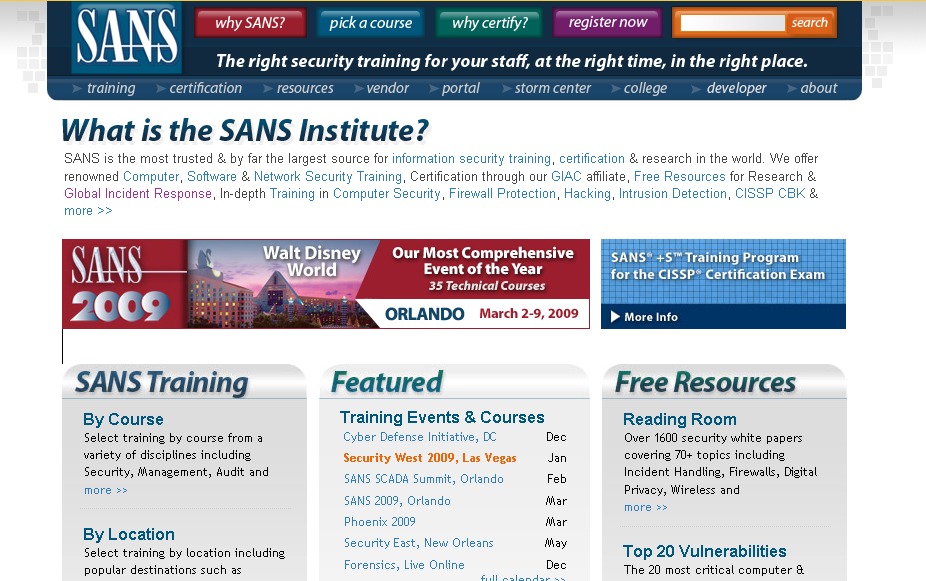 SANS
why SANS?
pick a course
why certify?
register now
search
The right security training for your staff, at the right time, in the right place.
training
certification
resources
vendor
portal
storm center
college
developer
about
What is the SANS Institute?
SANS is the most trusted & by far the largest source for information security training, certification & research in the world. We offer
renowned Computer, Software & Network Security Training, Certification through our GIAC affiliate, Free Resources for Research &
Global Incident Response, In-depth Training in Computer Security, Firewall Protection, Hacking, Intrusion Detection, CISSP CBK &
more >>
SANS
2009
Walt Disney
World
Our Most Comprehensive
Event of the Year
35 Technical Courses
ORLANDO March 2-9, 2009
SANS® +S™ Training Program
for the CISSP® Certification Exam
More Info
SANS Training
By Course
Select training by course from a
variety of disciplines including
Security, Management, Audit and
more >>
By Location
Select training by location including
popular destinations such as
Featured
Training Events & Courses
Cyber Defense Initiative, DC Dec
Security West 2009, Las Vegas Jan
SANS SCADA Summit, Orlando Feb
SANS 2009, Orlando Mar
Phoenix 2009 Mar
Security East, New Orleans May
Forensics, Live Online Dec
full calendar >>
Free Resources
Reading Room
Over 1600 security white papers
covering 70+ topics including
Incident Handling, Firewalls, Digital
Privacy, Wireless and
more >>
Top 20 Vulnerabilities
The 20 most critical computer &